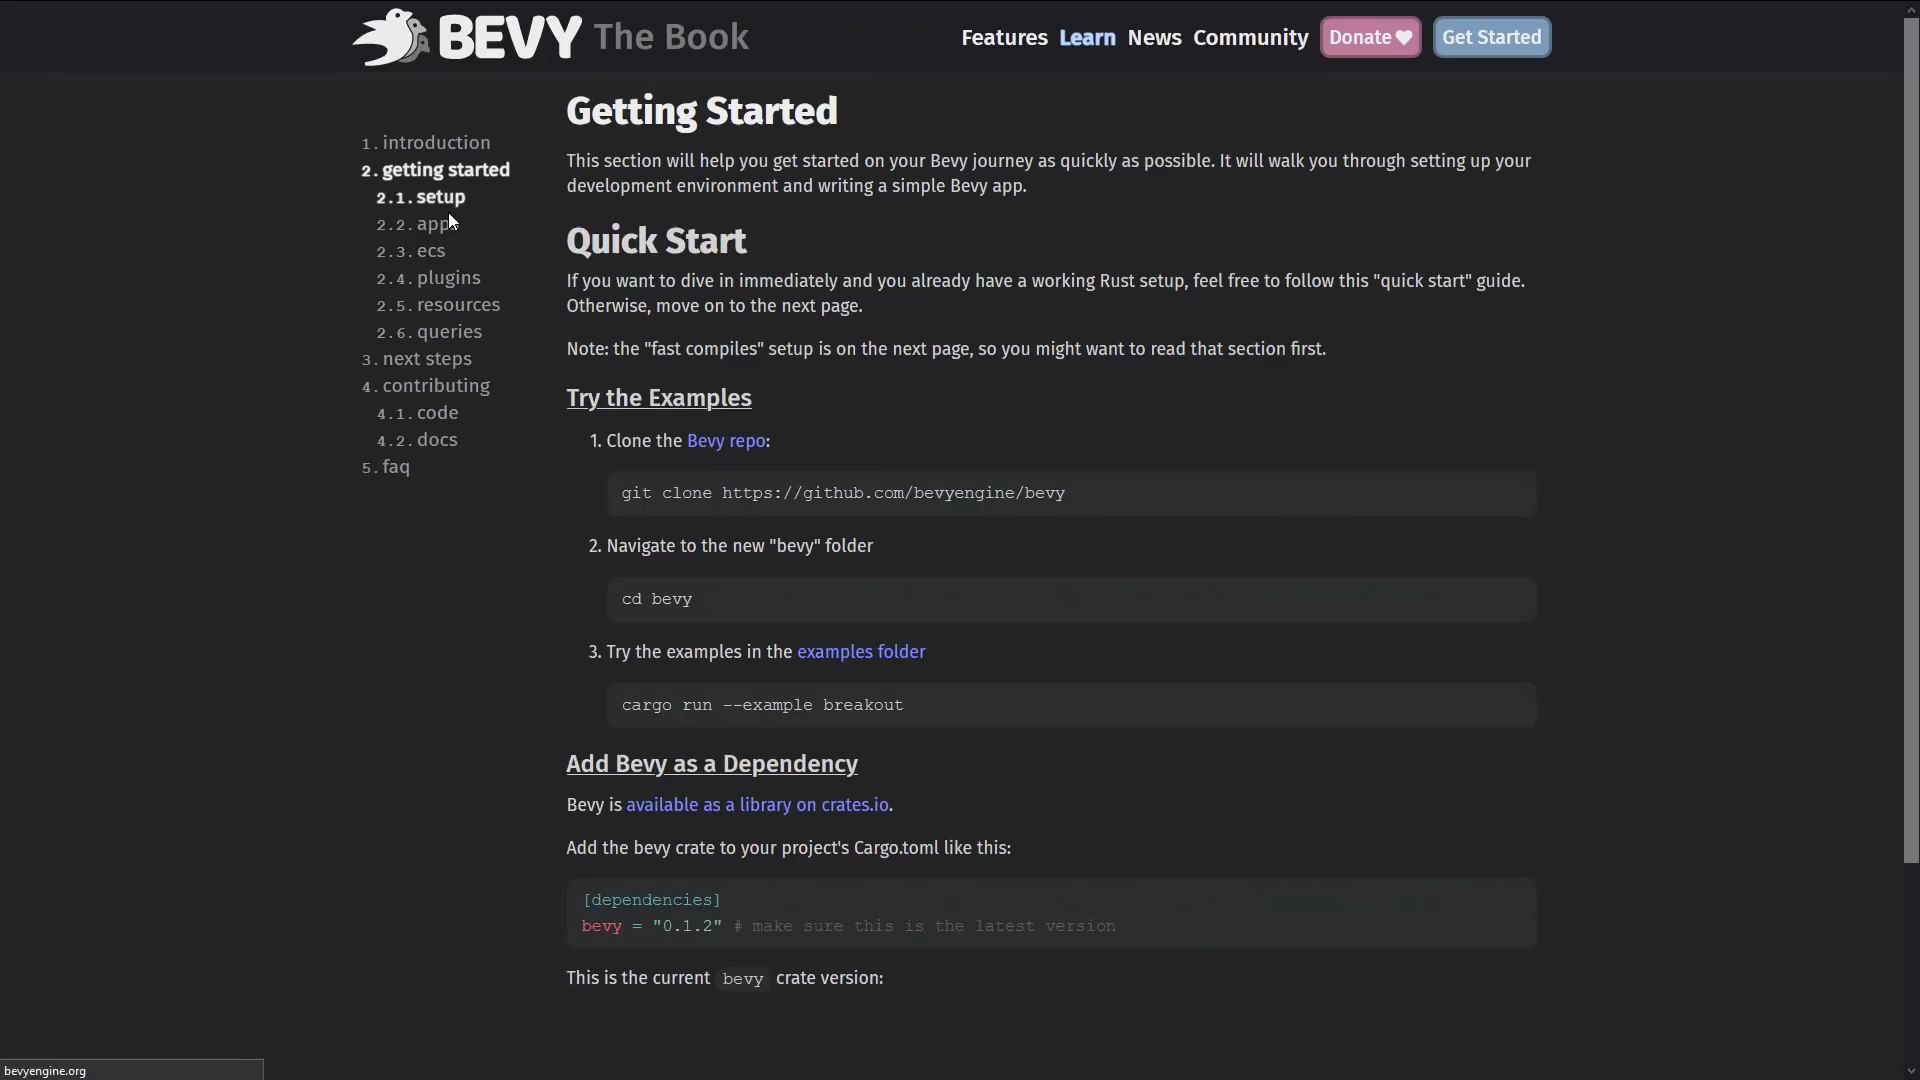 BEVY The Book
Features Learn News Community Donate Get Started
1. introduction
2. getting started
2.1. setup
2.2. app
2.3. ecs
2.4. plugins
2.5. resources
2.6. queries
3. next steps
4. contributing
4.1. code
4.2. docs
5. faq
Getting Started
This section will help you get started on your Bevy journey as quickly as possible. It will walk you through setting up your
development environment and writing a simple Bevy app.
Quick Start
If you want to dive in immediately and you already have a working Rust setup, feel free to follow this "quick start" guide.
Otherwise, move on to the next page.
Note: the "fast compiles" setup is on the next page, so you might want to read that section first.
Try the Examples
1. Clone the Bevy repo:
git clone https://github.com/bevyengine/bevy
2. Navigate to the new "bevy" folder
cd bevy
3. Try the examples in the examples folder
cargo run --example breakout
Add Bevy as a Dependency
Bevy is available as a library on crates.io.
Add the bevy crate to your project's Cargo.toml like this:
[dependencies]
bevy = "0.1.2" # make sure this is the latest version
This is the current bevy crate version:
bevyengine.org